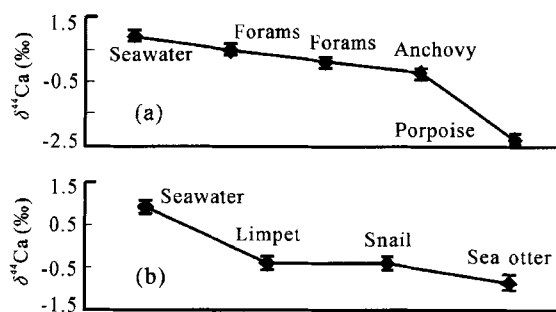 δ⁴⁴Ca (‰)
1.5
-0.5
-2.5
Seawater
Forams
Forams
Anchovy
Porpoise
(a)
δ⁴⁴Ca (‰)
1.5
0.5
-0.5
-1.5
Seawater
Limpet
Snail
Sea otter
(b)